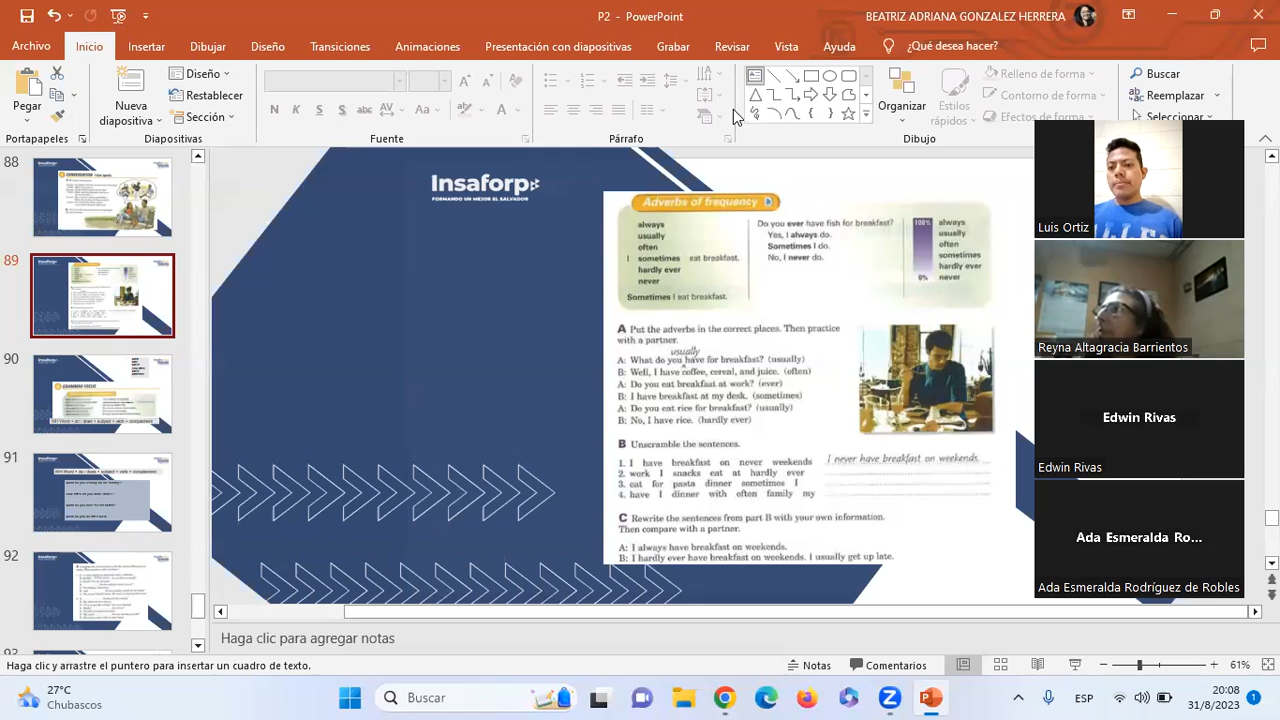 P2 - PowerPoint
BEATRIZ ADRIANA GONZALEZ HERRERA
Archivo Inicio Insertar Dibujar Diseño Transiciones Animaciones Presentación con diapositivas Grabar Revisar Vista Ayuda ¿Qué desea hacer?
Pegar
Nueva diapositiva
Diseño
Restablecer
Sección
Organizar
Estilos rápidos
Relleno de forma
Contorno de forma
Efectos de forma
Buscar
Reemplazar
Seleccionar
Portapapeles Diapositivas Fuente Párrafo Dibujo
88
89
90
91
92
Insaforp
FORMANDO UN MEJOR EL SALVADOR
Adverbs of frequency
always
usually
often
I sometimes eat breakfast.
hardly ever
never
Sometimes I eat breakfast.
Do you ever have fish for breakfast?
Yes, I always do.
Sometimes I do.
No, I never do.
100% always
usually
often
sometimes
hardly ever
0% never
A Put the adverbs in the correct places. Then practice
with a partner.
usually
A: What do you have for breakfast? (usually)
B: Well, I have coffee, cereal, and juice. (often)
A: Do you eat breakfast at work? (ever)
B: I have breakfast at my desk. (sometimes)
A: Do you eat rice for breakfast? (usually)
B: No, I have rice. (hardly ever)
B Unscramble the sentences.
1. I have breakfast on never weekends I never have breakfast on weekends.
2. work I snacks eat at hardly ever
3. eat for pasta dinner sometimes I
4. have I dinner with often family my
C Rewrite the sentences from part B with your own information.
Then compare with a partner.
A: I always have breakfast on weekends.
B: I hardly ever have breakfast on weekends. I usually get up late.
Luis Ortiz
Reyna Altagracia Barrientos
Edwin Rivas
Edwin Rivas
Ada Esmeralda Ro...
Ada Esmeralda Rodriguez de Robles
Haga clic para agregar notas
Haga clic y arrastre el puntero para insertar un cuadro de texto.
Notas Comentarios 61%
27°C
Chubascos
Buscar
ESP
20:08
31/8/2023
1